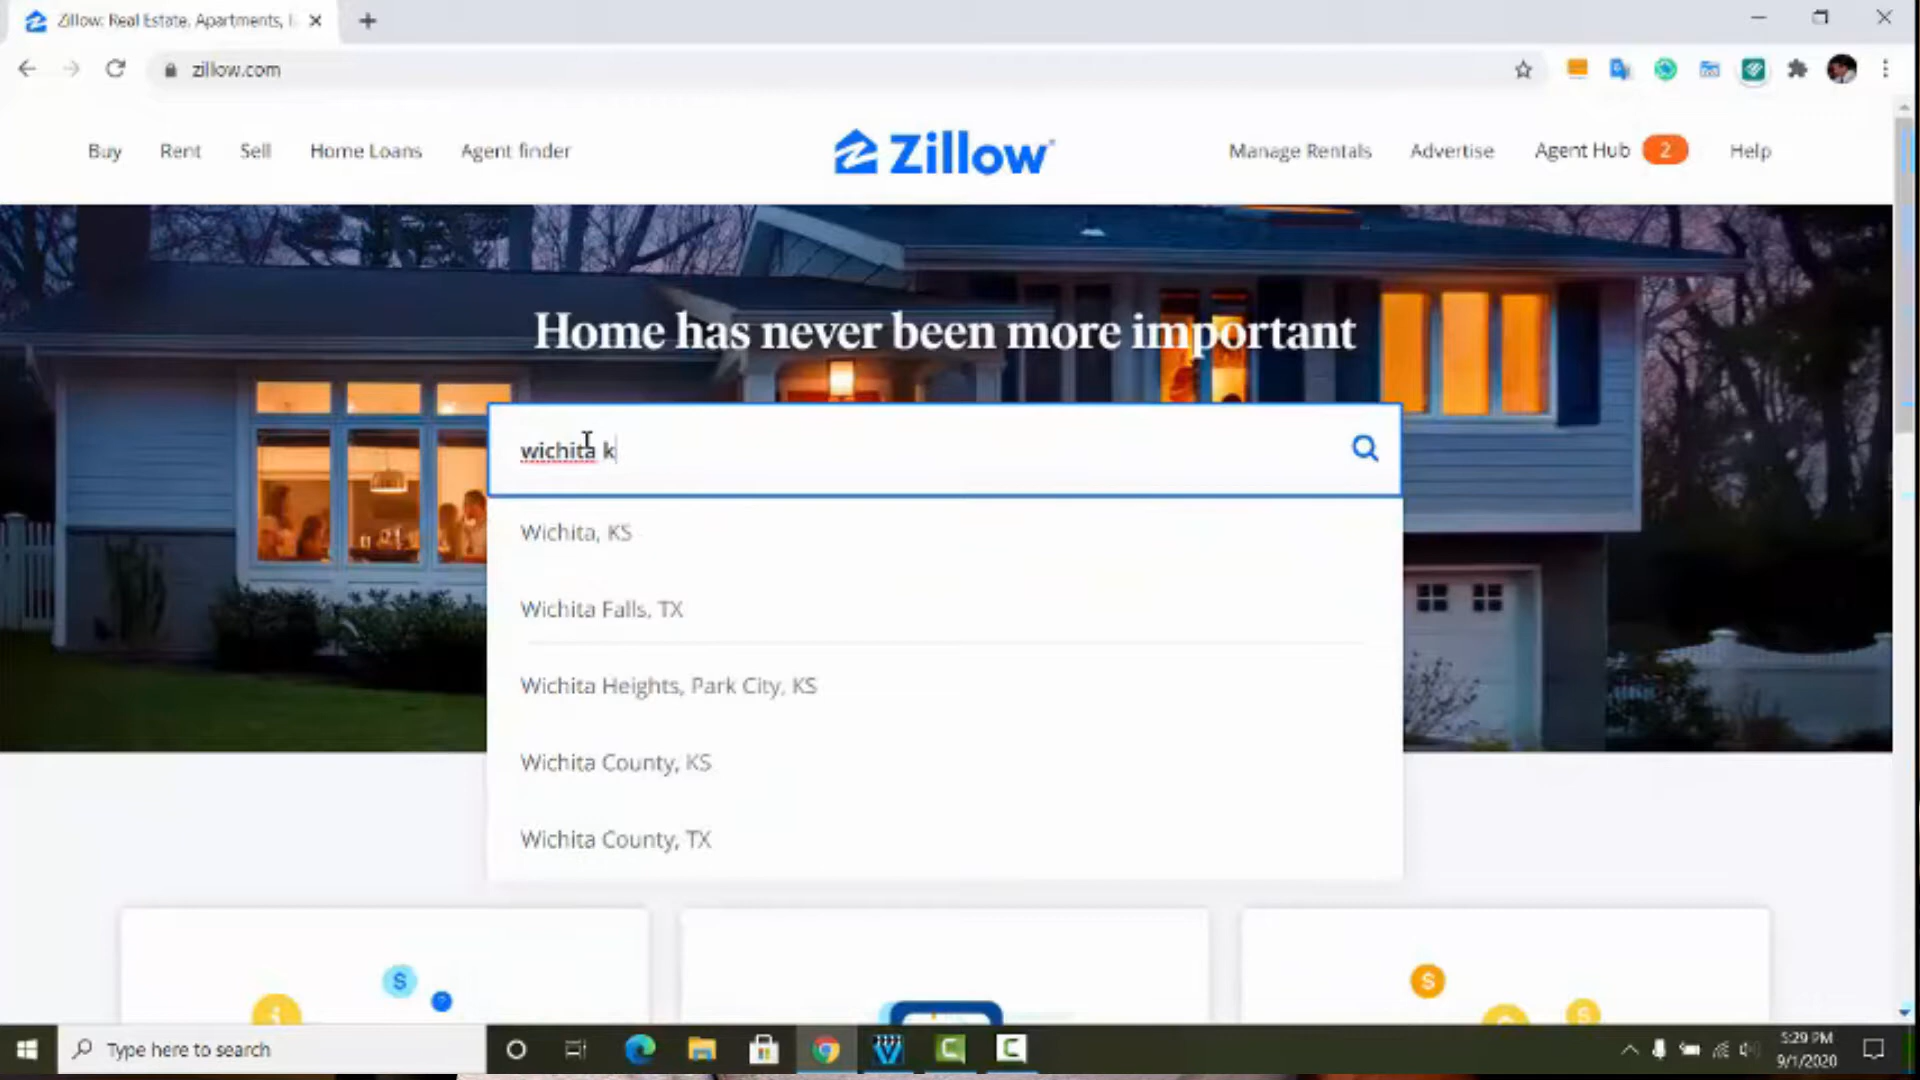 Zillow: Real Estate, Apartments,
zillow.com
Buy Rent Sell Home Loans Agent finder Zillow Manage Rentals Advertise Agent Hub 2 Help
Home has never been more important
wichita k
Wichita, KS
Wichita Falls, TX
Wichita Heights, Park City, KS
Wichita County, KS
Wichita County, TX
$ $
$
Type here to search
5:29 PM
9/1/2020